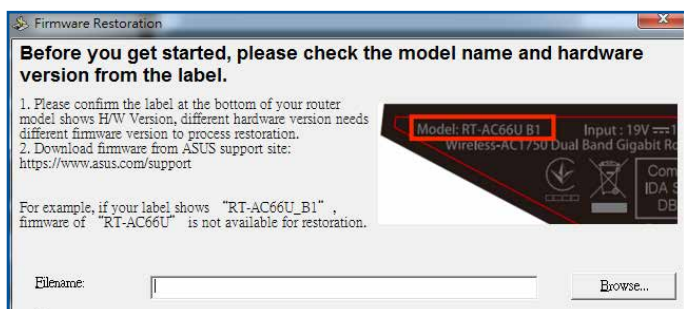 Firmware Restoration
Before you get started, please check the model name and hardware
version from the label.
1. Please confirm the label at the bottom of your router
model shows H/W Version, different hardware version needs
different firmware version to process restoration.
2. Download firmware from ASUS support site:
https://www.asus.com/support
For example, if your label shows “RT-AC66U_B1”,
firmware of “RT-AC66U” is not available for restoration.
Model: RT-AC66U B1 Input : 19V
Wireless-AC1750 Dual Band Gigabit
Com
IDA
DB
Filename:
Browse...